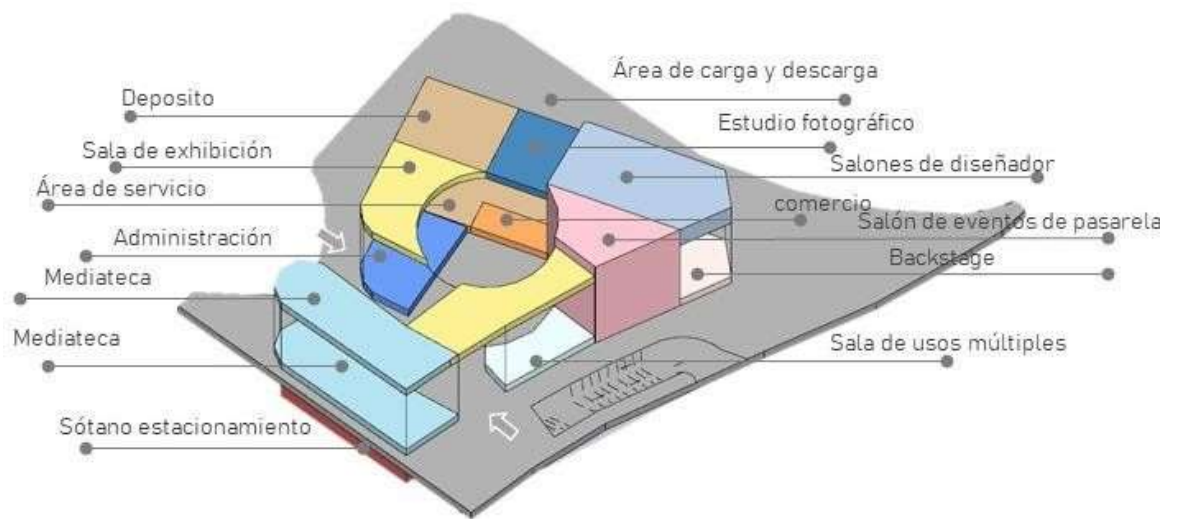 Área de carga y descarga
Deposito
Estudio fotográfico
Sala de exhibición
Salones de diseñador
Área de servicio
comercio
Salón de eventos de pasarela
Administración
Backstage
Mediateca
Mediateca
Sala de usos múltiples
Sótano estacionamiento